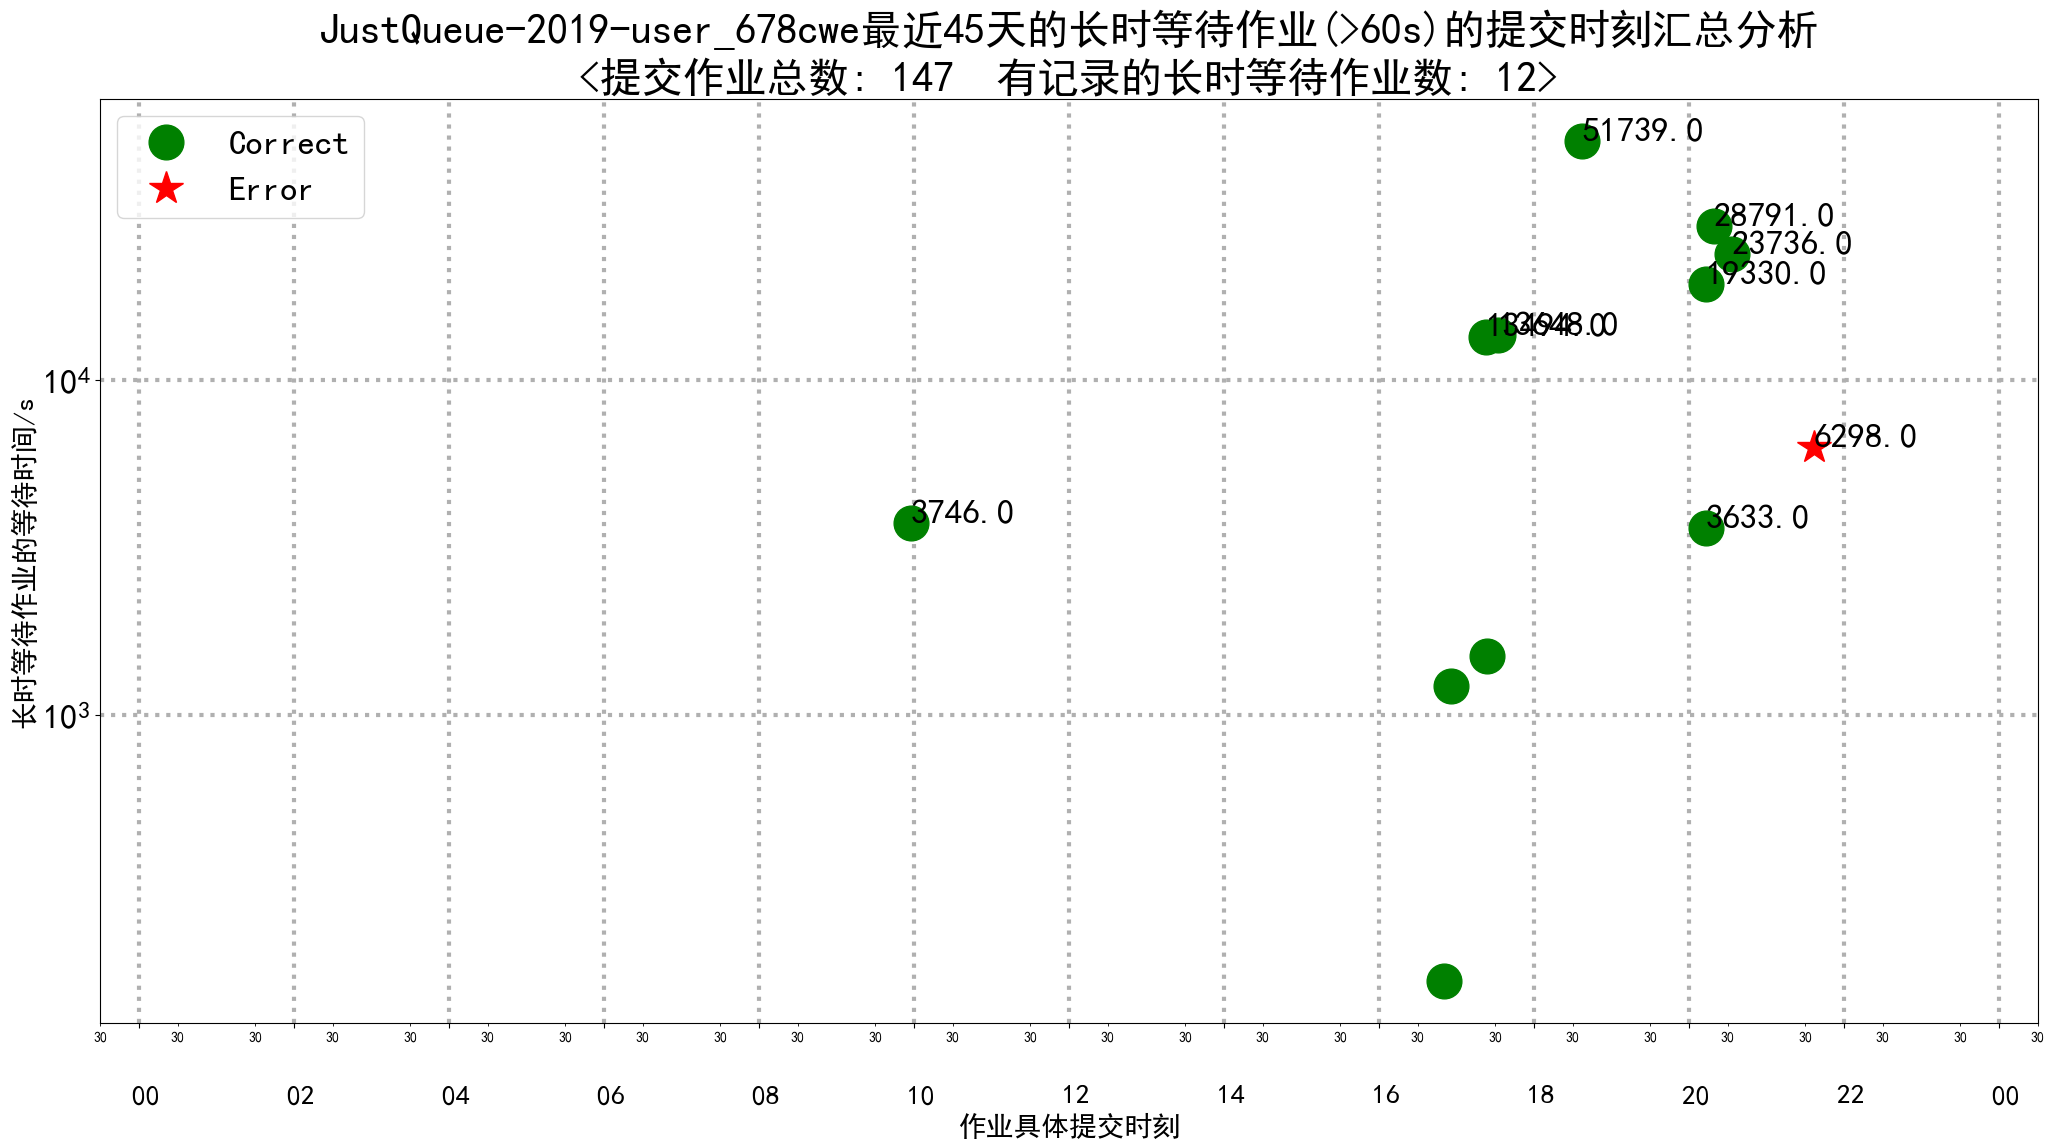 JustQueue-2019-user_678cwe最近45天的长时等待作业(>60s)的提交时刻汇总分析
<提交作业总数: 147  有记录的长时等待作业数: 12>
Correct
Error
51739.0
28791.0
23736.0
19330.0
13494.0
13648.0
10⁴
6298.0
3746.0
3633.0
10³
长时等待作业的等待时间/s
30 30 30 30 30 30 30 30 30 30 30 30 30 30 30 30 30 30 30 30 30 30 30 30 30 30
00 02 04 06 08 10 12 14 16 18 20 22 00
作业具体提交时刻